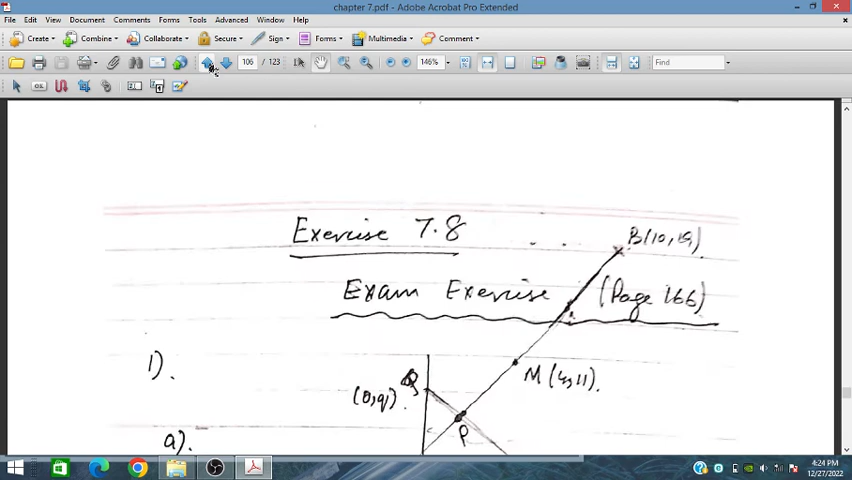 chapter 7.pdf - Adobe Acrobat Pro Extended
File Edit View Document Comments Forms Tools Advanced Window Help
Create Combine Collaborate Secure Sign Forms Multimedia Comment
106 / 123 146% Find
Exercise 7.8
B(10,19)
Exam Exercise (Page 166)
1).
M(4,11).
(0,q).
Q
P
a).
4:24 PM
12/27/2022